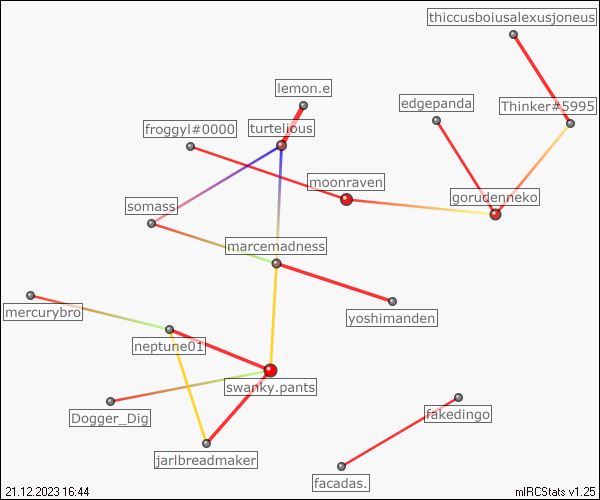 thiccusboiusalexusjoneus
lemon.e
edgepanda
Thinker#5995
froggyl#0000
turtelious
moonraven
gorudenneko
somass
marcemadness
mercurybro
yoshimanden
neptune01
swanky.pants
Dogger_Dig
fakedingo
jarlbreadmaker
facadas.
21.12.2023 16:44
mIRCStats v1.25